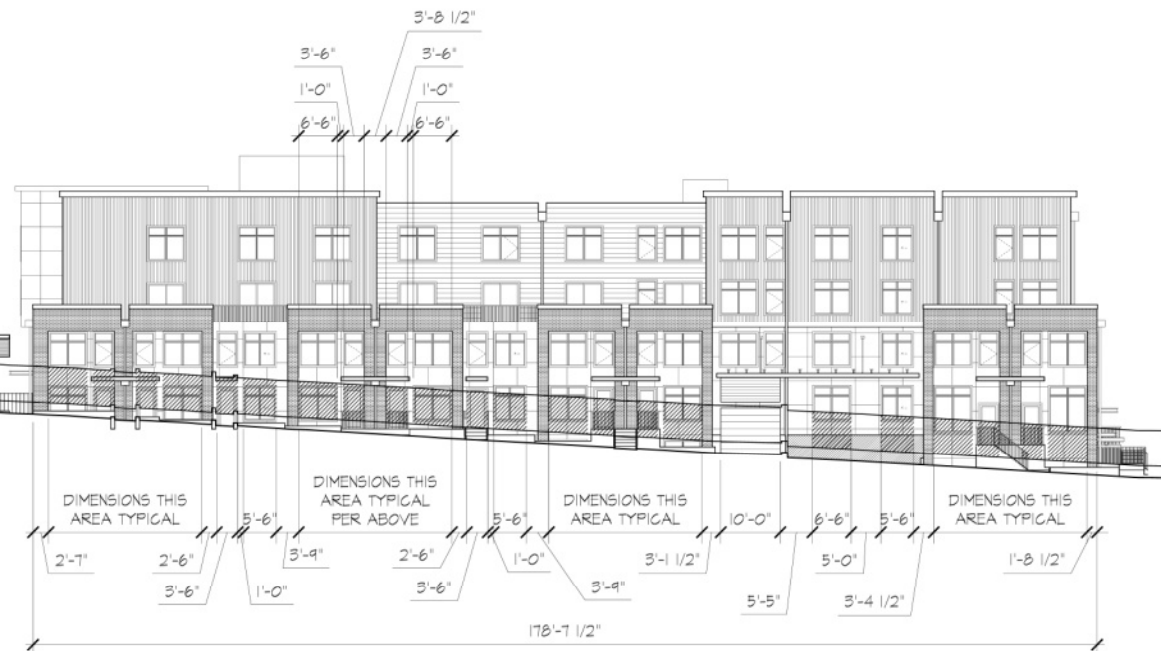 3'-8 1/2"
3'-6" 3'-6"
1'-0" 1'-0"
6'-6" 6'-6"
DIMENSIONS THIS
AREA TYPICAL
5'-6"
DIMENSIONS THIS
AREA TYPICAL
PER ABOVE
5'-6"
DIMENSIONS THIS
AREA TYPICAL
10'-0" 6'-6" 5'-6"
DIMENSIONS THIS
AREA TYPICAL
2'-7" 2'-6" 3'-9" 2'-6" 1'-0" 3'-1 1/2" 5'-0" 1'-8 1/2"
3'-6" 1'-0" 3'-6" 3'-9" 5'-5" 3'-4 1/2"
178'-7 1/2"